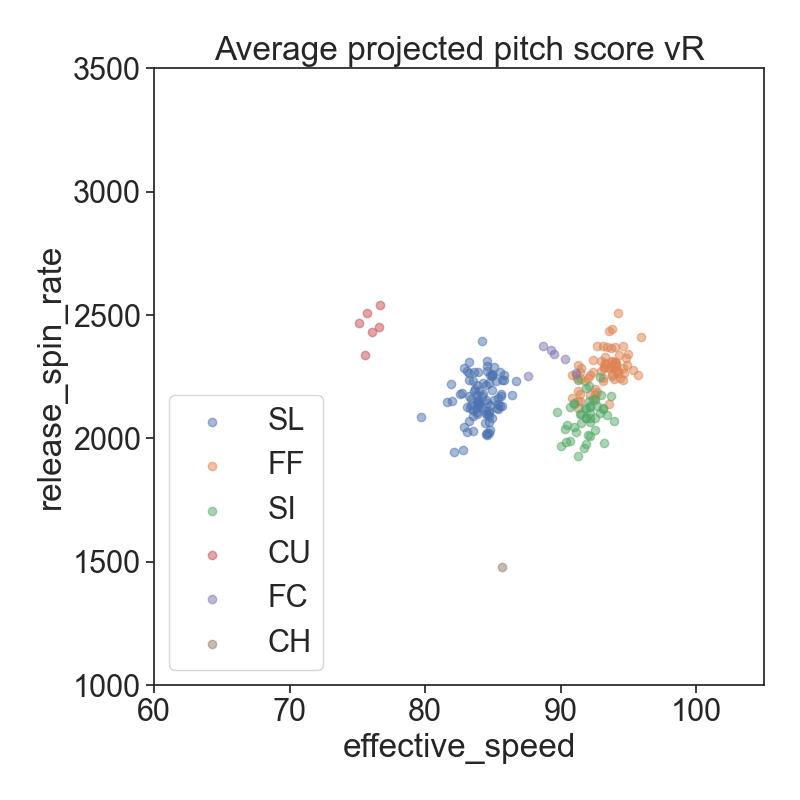 Average projected pitch score vR
3500
3000
2500
2000
1500
1000
release_spin_rate
SL
FF
SI
CU
FC
CH
60
70
80
90
100
effective_speed